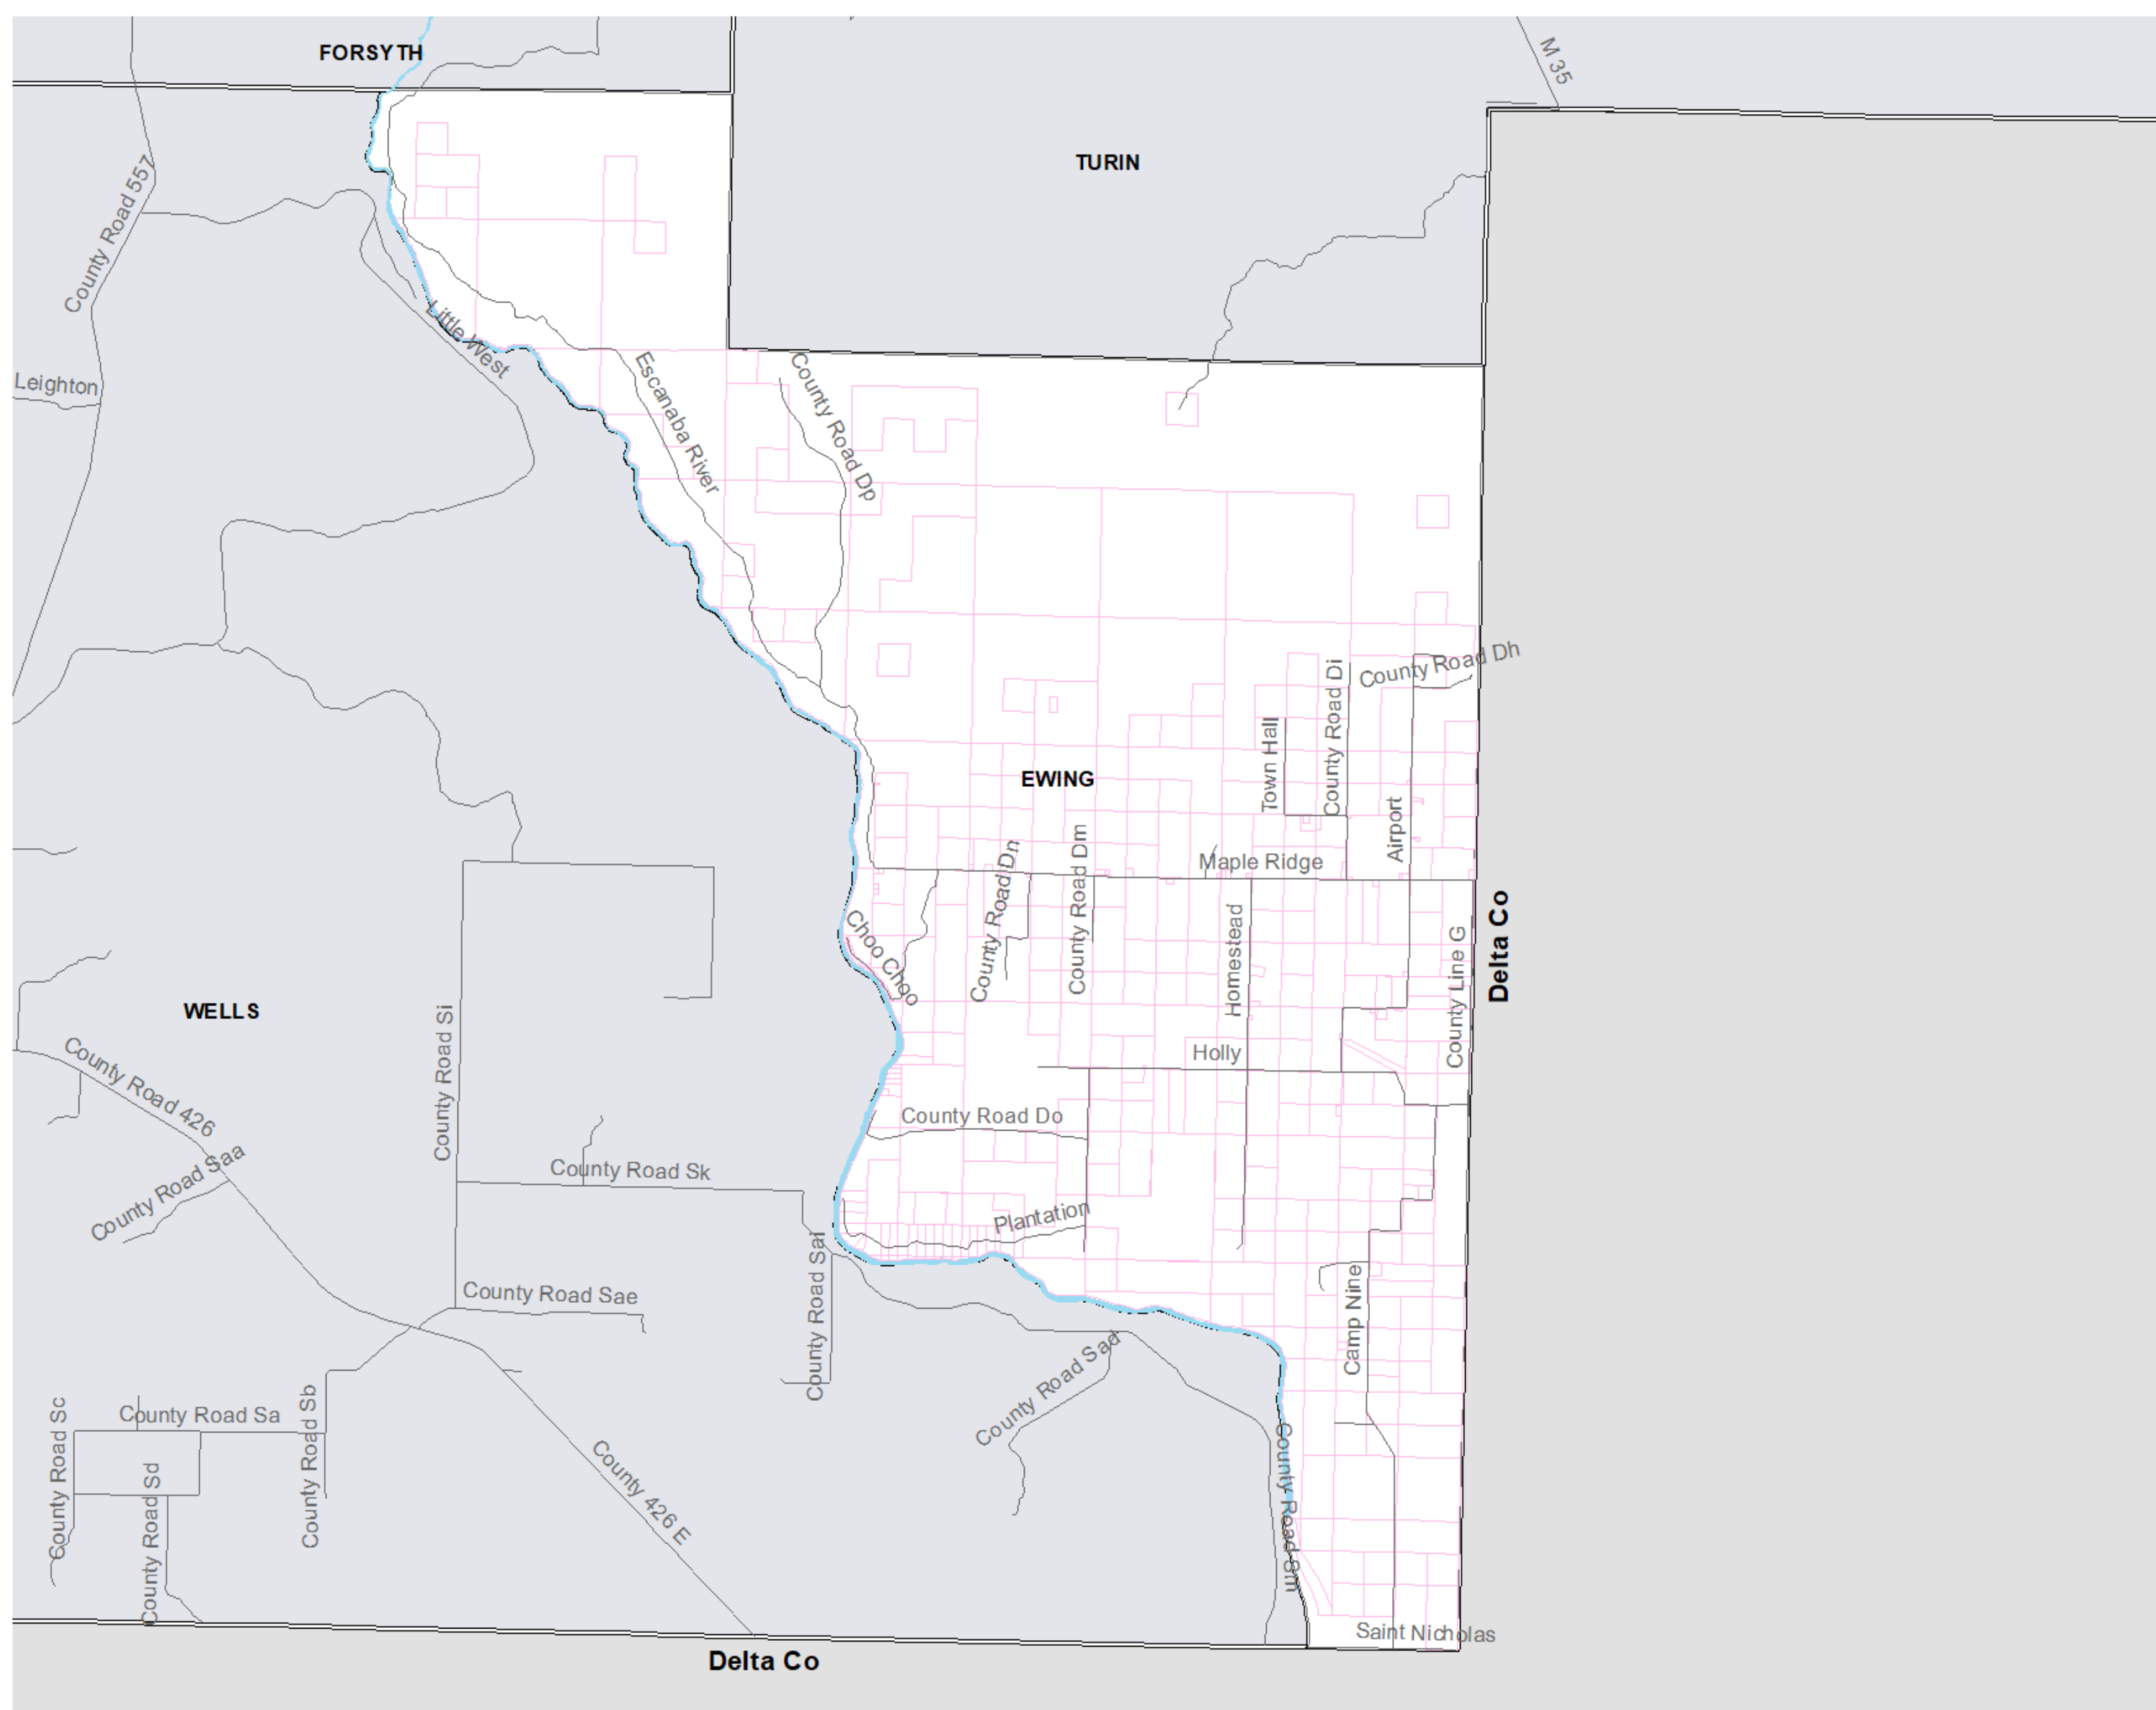 FORSYTH
M 35
TURIN
County Road 557
Little West
Leighton
Escanaba River
County Road Dp
County Road Dh
County Road Di
Town Hall
EWING
Airport
Maple Ridge
County Road Dn
County Road Dm
Choo Choo
Homestead
County Line G
Delta Co
WELLS
County Road Si
County Road 426
Holly
County Road Do
County Road Saa
County Road Sk
Plantation
County Road Sai
County Road Sae
Camp Nine
County Road Sad
County Road Sc
County Road Sa
County Road Sb
County Road Sd
County 426 E
County Road Sm
Saint Nicholas
Delta Co